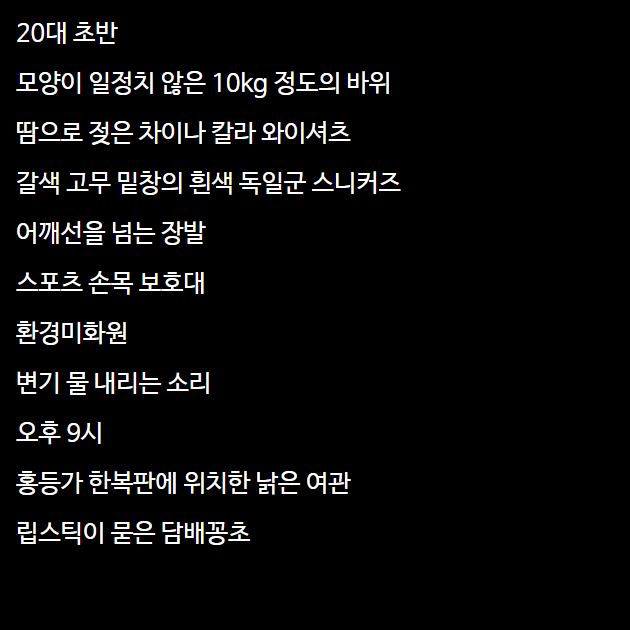 20대 초반
모양이 일정치 않은 10kg 정도의 바위
땀으로 젖은 차이나 칼라 와이셔츠
갈색 고무 밑창의 흰색 독일군 스니커즈
어깨선을 넘는 장발
스포츠 손목 보호대
환경미화원
변기 물 내리는 소리
오후 9시
홍등가 한복판에 위치한 낡은 여관
립스틱이 묻은 담배꽁초